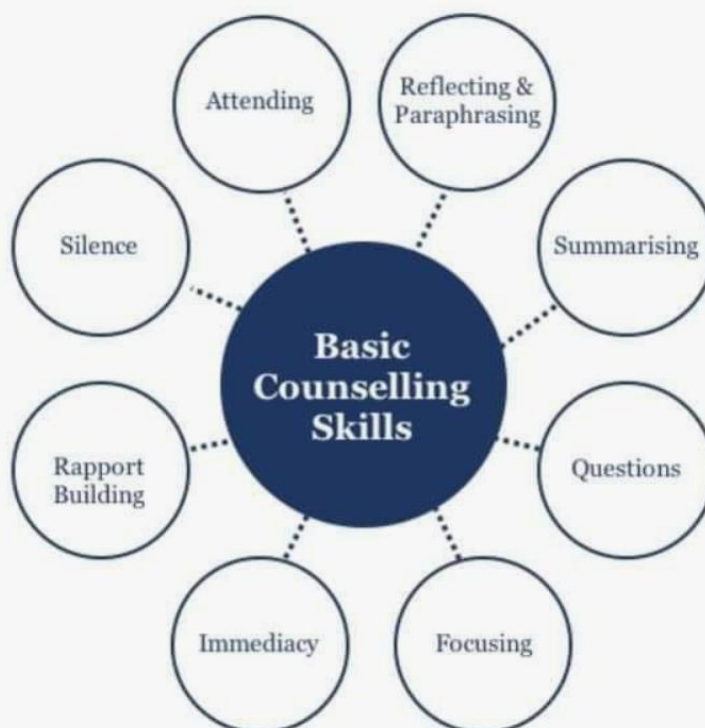 Attending
Reflecting &
Paraphrasing
Silence
Summarising
Basic
Counselling
Skills
Rapport
Building
Questions
Immediacy
Focusing